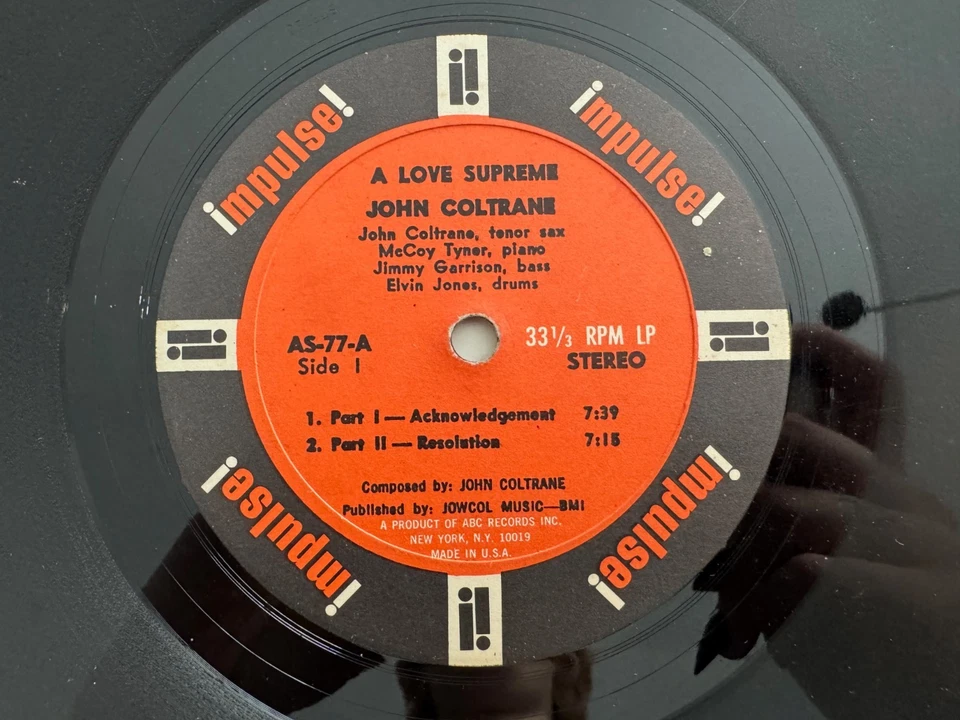 impulse!
impulse!
A LOVE SUPREME
JOHN COLTRANE
John Coltrane, tenor sax
McCoy Tyner, piano
Jimmy Garrison, bass
Elvin Jones, drums
AS-77-A
Side 1
33⅓ RPM LP
STEREO
1. Part I — Acknowledgement 7:39
2. Part II — Resolution 7:15
Composed by: JOHN COLTRANE
Published by: JOWCOL MUSIC—BMI
A PRODUCT OF ABC RECORDS INC.
NEW YORK, N.Y. 10019
MADE IN U.S.A.
impulse!
impulse!